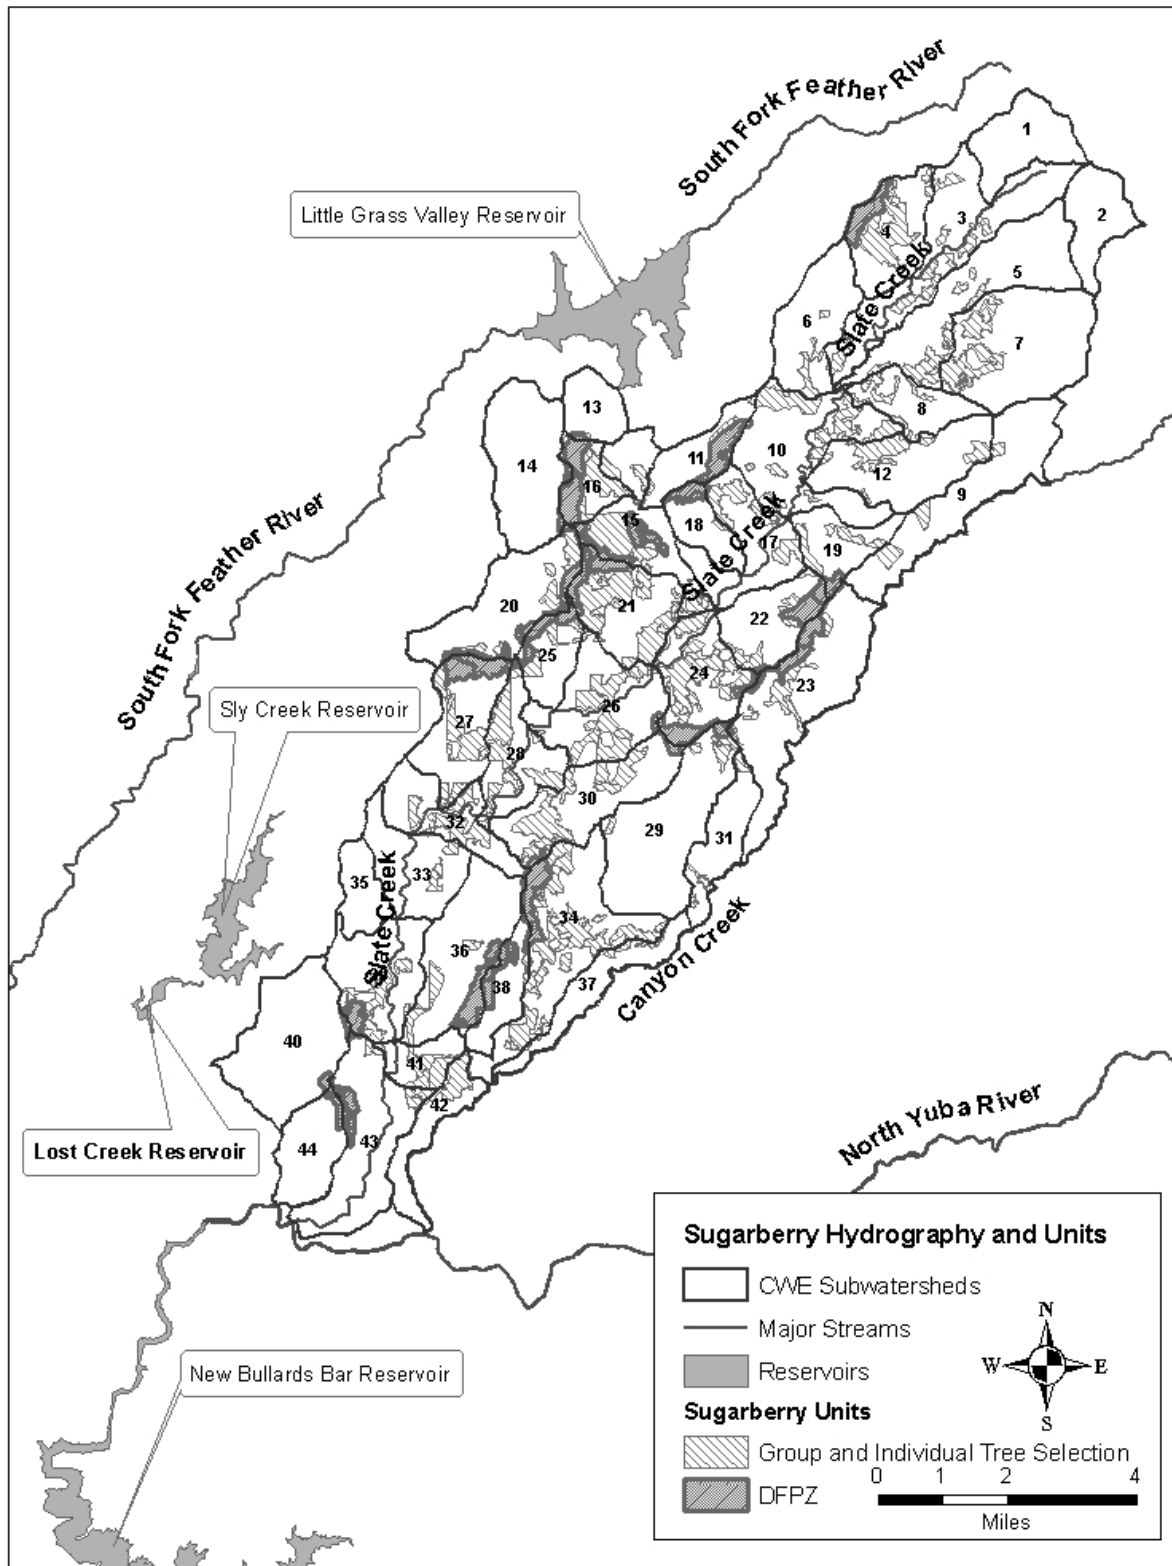 South Fork Feather River
1
Little Grass Valley Reservoir
2
3
4
Slate Creek
5
6
7
13
8
11
10
14
12
16
9
15
18
South Fork Feather River
17
19
Slate Creek
20
21
22
25
24
23
Sly Creek Reservoir
26
27
28
30
32
29
31
35
33
Slate Creek
34
36
38
37
Canyon Creek
40
41
42
43
44
Lost Creek Reservoir
North Yuba River
Sugarberry Hydrography and Units
CWE Subwatersheds
Major Streams
Reservoirs
N
W
E
S
Sugarberry Units
Group and Individual Tree Selection
DFPZ
0 1 2 4
Miles
New Bullards Bar Reservoir